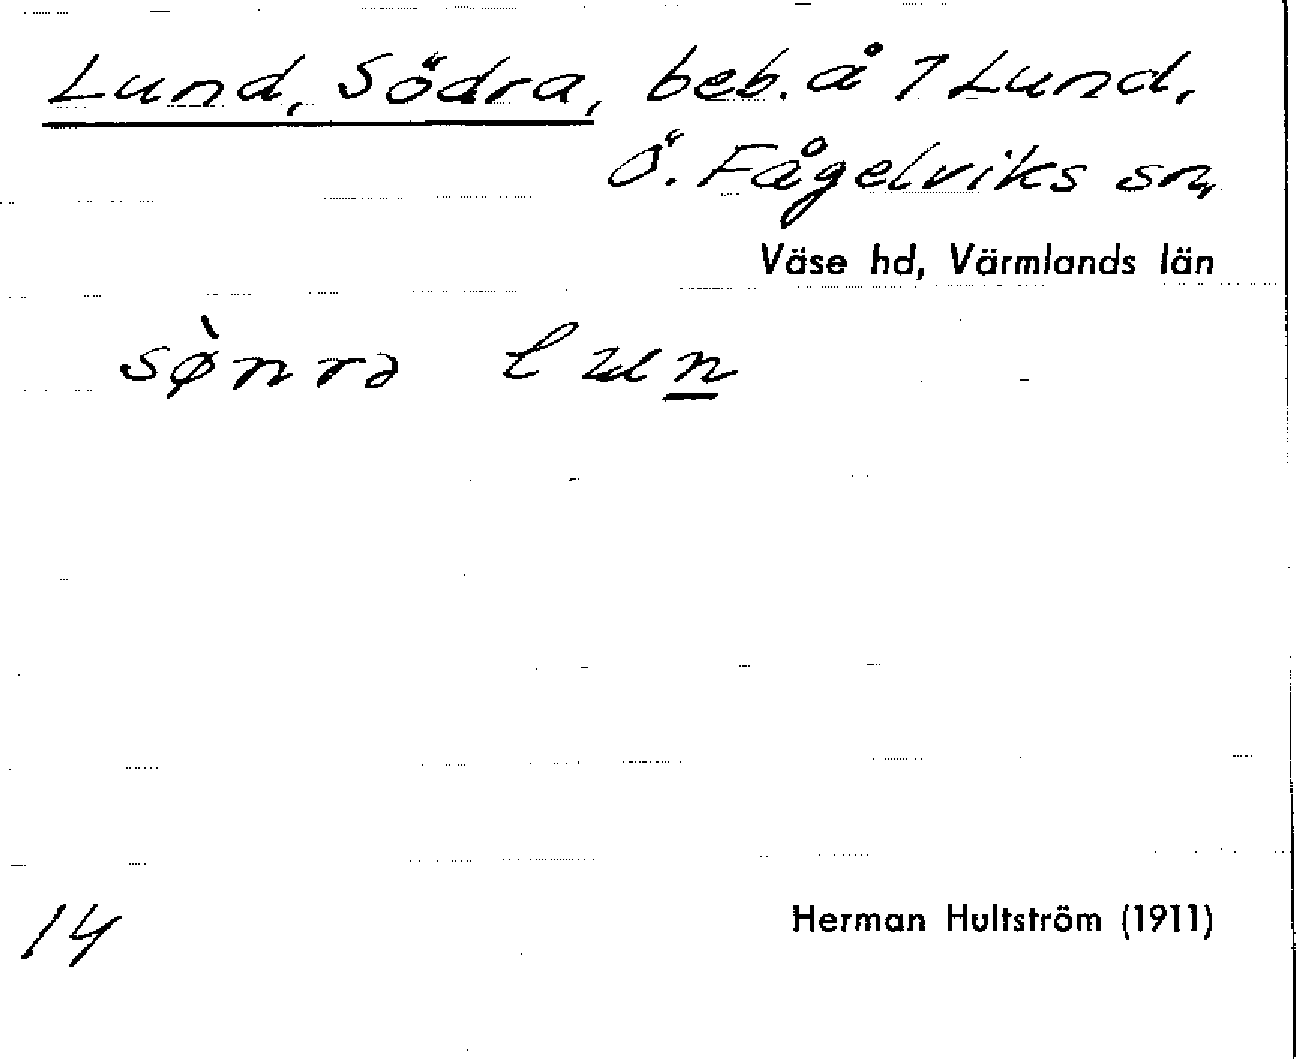 Lund, Södra, beb. å 7 Lund,
Ö. Fågelviks sn,
Väse hd, Värmlands län
sø̀nrə lun̲
14
Herman Hultström (1911)